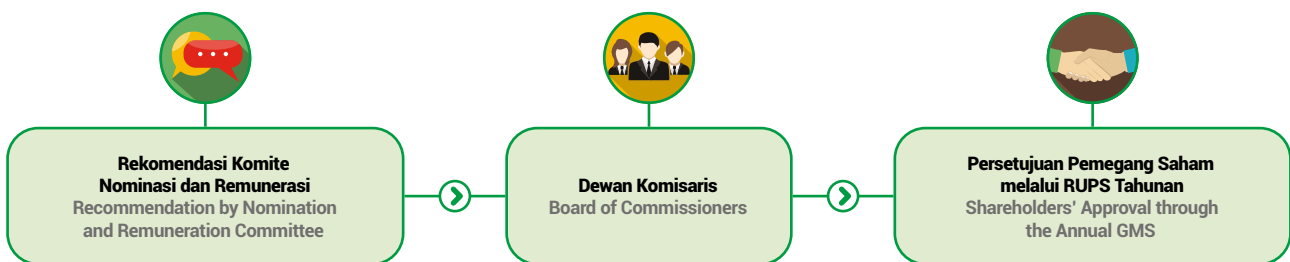 Rekomendasi Komite
Nominasi dan Remunerasi
Recommendation by Nomination
and Remuneration Committee
Dewan Komisaris
Board of Commissioners
Persetujuan Pemegang Saham
melalui RUPS Tahunan
Shareholders' Approval through
the Annual GMS